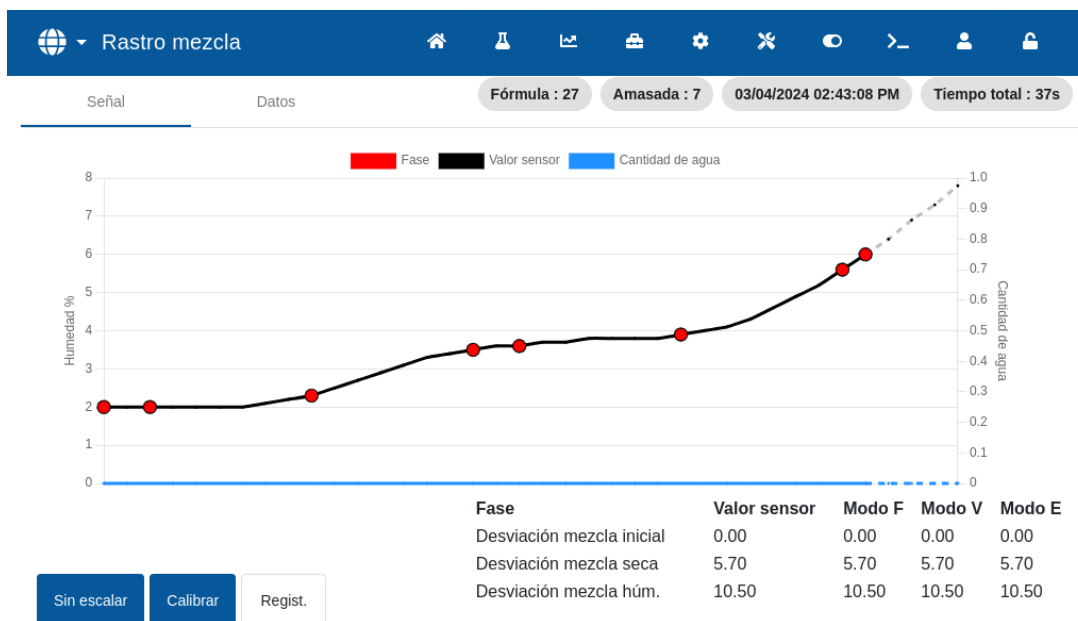 Rastro mezcla
Señal Datos Fórmula : 27 Amasada : 7 03/04/2024 02:43:08 PM Tiempo total : 37s
Fase Valor sensor Cantidad de agua
8 1.0
0.9
7
0.8
6
0.7
5 0.6
4 0.5
0.4
3
0.3
2
0.2
1
0.1
0 0
Humedad %
Cantidad de agua
Fase Valor sensor Modo F Modo V Modo E
Desviación mezcla inicial 0.00 0.00 0.00 0.00
Desviación mezcla seca 5.70 5.70 5.70 5.70
Desviación mezcla húm. 10.50 10.50 10.50 10.50
Sin escalar Calibrar Regist.